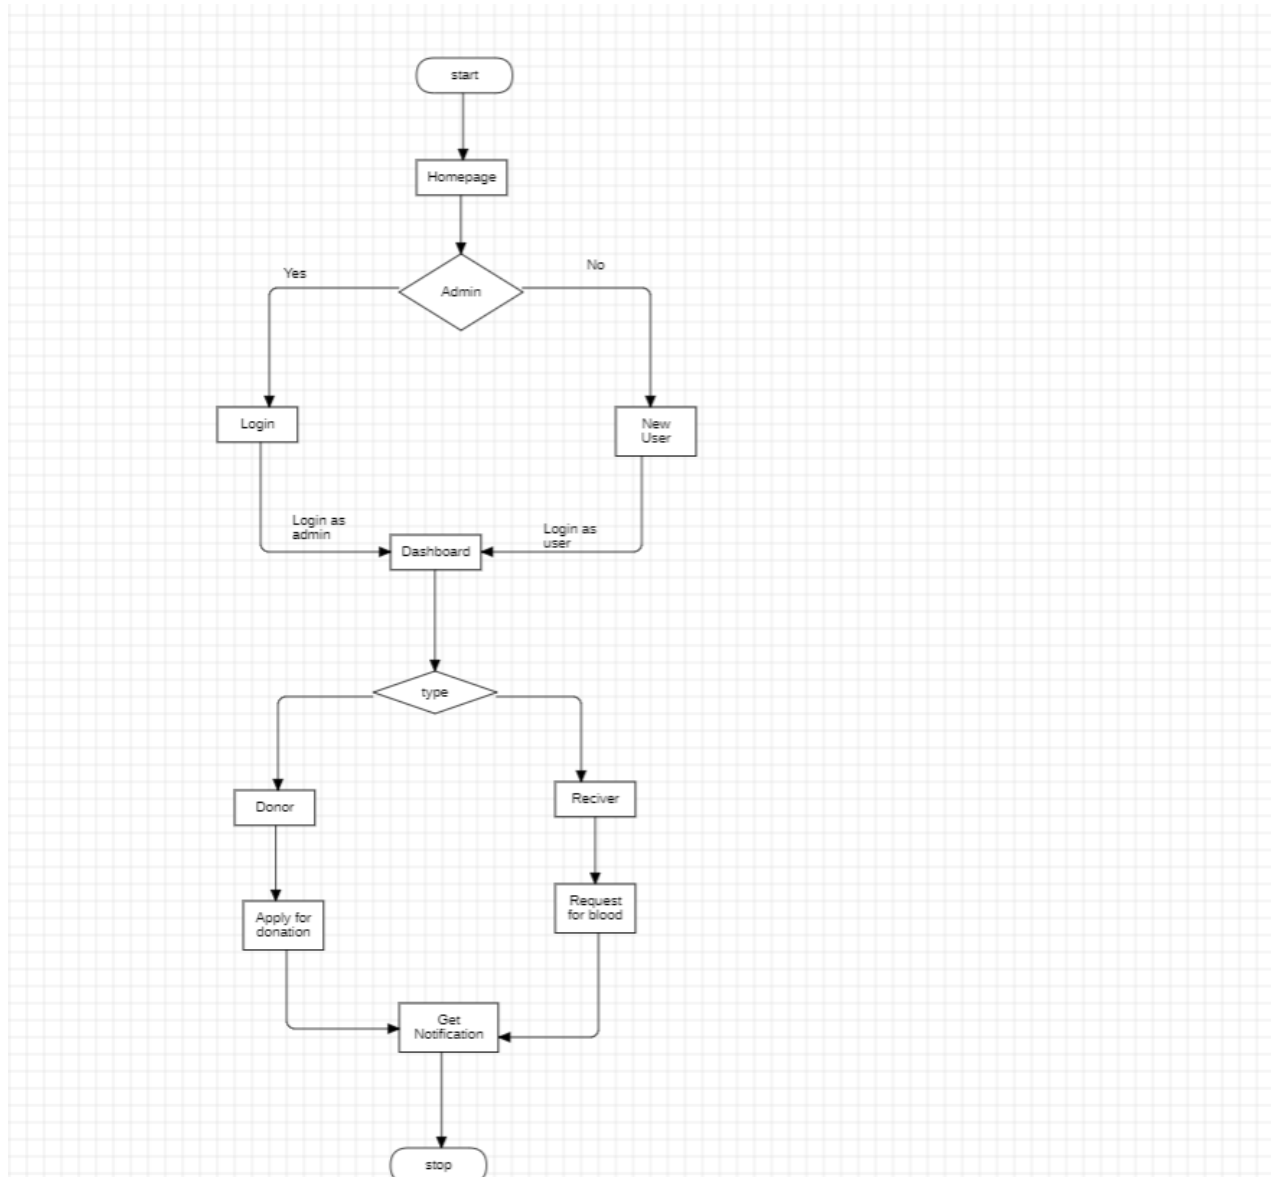 start
Homepage
Yes
Admin
No
Login
New
User
Login as
admin
Dashboard
Login as
user
type
Donor
Reciver
Apply for
donation
Request
for blood
Get
Notification
stop